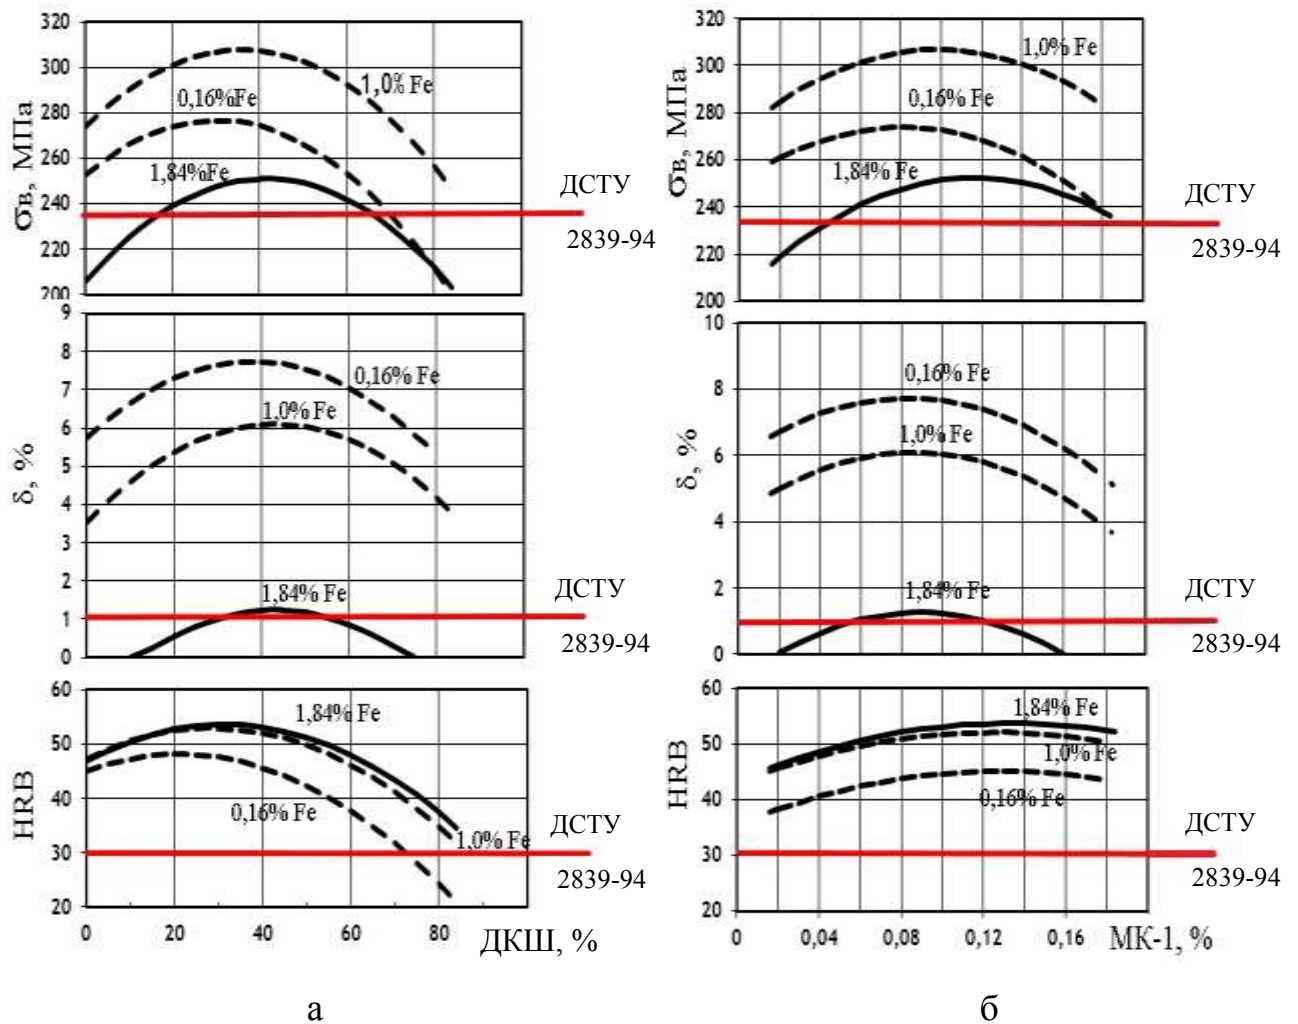 320
300
280
260
240
220
200
σв, МПа
1,0% Fe
0,16%Fe
1,84%Fe
ДСТУ
2839-94
320
300
280
260
240
220
200
σв, МПа
1,0% Fe
0,16% Fe
1,84% Fe
ДСТУ
2839-94
9
8
7
6
5
4
3
2
1
0
δ, %
0,16% Fe
1,0% Fe
1,84% Fe
ДСТУ
2839-94
10
8
6
4
2
0
δ, %
0,16% Fe
1,0% Fe
1,84% Fe
ДСТУ
2839-94
60
50
40
30
20
HRB
1,84% Fe
0,16% Fe
1,0% Fe
ДСТУ
2839-94
0 20 40 60 80 ДКШ, %
60
50
40
30
20
HRB
1,84% Fe
1,0% Fe
0,16% Fe
ДСТУ
2839-94
0 0,04 0,08 0,12 0,16 МК-1, %
а
б